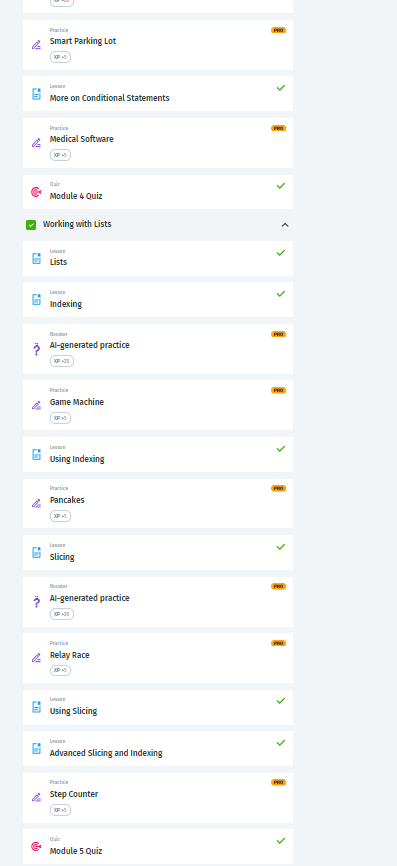 Practice
PRO
Smart Parking Lot
XP +5
Lesson
More on Conditional Statements
Practice
PRO
Medical Software
XP +5
Quiz
Module 4 Quiz
Working with Lists
Lesson
Lists
Lesson
Indexing
Booster
PRO
AI-generated practice
XP +20
Practice
PRO
Game Machine
XP +5
Lesson
Using Indexing
Practice
PRO
Pancakes
XP +5
Lesson
Slicing
Booster
PRO
AI-generated practice
XP +20
Practice
PRO
Relay Race
XP +5
Lesson
Using Slicing
Lesson
Advanced Slicing and Indexing
Practice
PRO
Step Counter
XP +5
Quiz
Module 5 Quiz